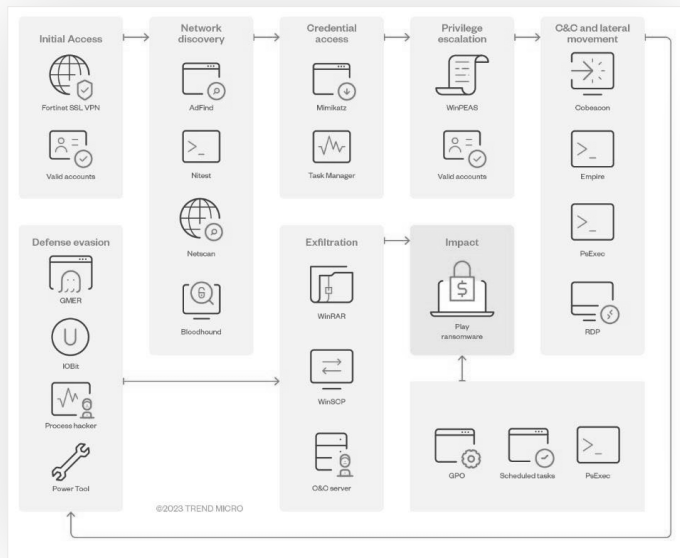 Initial Access
Fortinet SSL VPN
Valid accounts
Network
discovery
AdFind
Nltest
Netscan
Bloodhound
Credential
access
Mimikatz
Task Manager
Privilege
escalation
WinPEAS
Valid accounts
C&C and lateral
movement
Cobeacon
Empire
PsExec
RDP
Defense evasion
GMER
U
IOBit
Process hacker
Power Tool
Exfiltration
WinRAR
WinSCP
C&C server
Impact
$
Play
ransomware
GPO
Scheduled tasks
PsExec
©2023 TREND MICRO